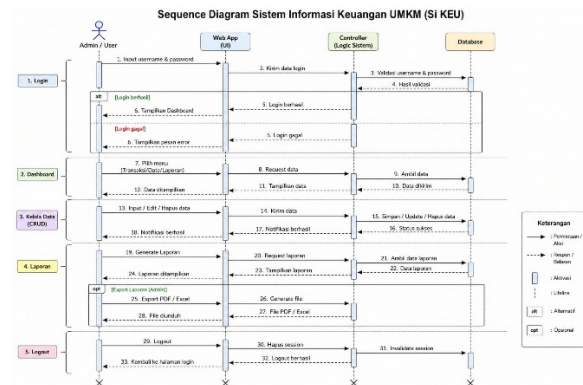 Sequence Diagram Sistem Informasi Keuangan UMKM (Si KEU)
Admin / User
Web App
(UI)
Controller
(Logic Sistem)
Database
1. Login
1. Input username & password
2. Kirim data login
3. Validasi username & password
4. Hasil validasi
alt
[Login berhasil]
5. Login berhasil
6. Tampilkan Dashboard
[Login gagal]
5. Login gagal
6. Tampilkan pesan error
2. Dashboard
7. Pilih menu
(Transaksi/Data/Laporan)
8. Request data
9. Ambil data
10. Data dikirim
11. Tampilkan data
12. Data ditampilkan
3. Kelola Data
(CRUD)
13. Input / Edit / Hapus data
14. Kirim data
15. Simpan / Update / Hapus data
16. Status sukses
17. Notifikasi berhasil
18. Notifikasi berhasil
4. Laporan
19. Generate Laporan
20. Request laporan
21. Ambil data laporan
22. Data laporan
23. Tampilkan laporan
24. Laporan ditampilkan
opt
[Export Laporan (Admin)]
25. Export PDF / Excel
26. Generate file
27. File PDF / Excel
28. File diunduh
5. Logout
29. Logout
30. Hapus session
31. Invalidate session
32. Logout berhasil
33. Kembali ke halaman login
Keterangan
: Permintaan /
Aksi
: Respon /
Balasan
: Aktivasi
: Lifeline
alt
: Alternatif
opt
: Opsional